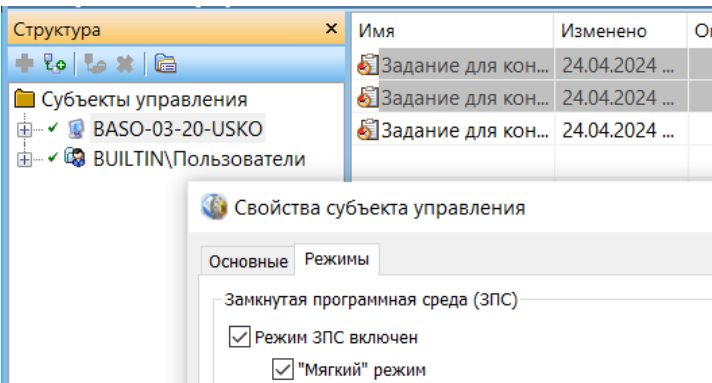 Структура
Субъекты управления
BASO-03-20-USKO
BUILTIN\Пользователи
Имя Изменено
Задание для кон... 24.04.2024 ...
Задание для кон... 24.04.2024 ...
Задание для кон... 24.04.2024 ...
Свойства субъекта управления
Основные Режимы
Замкнутая программная среда (ЗПС)
Режим ЗПС включен
"Мягкий" режим